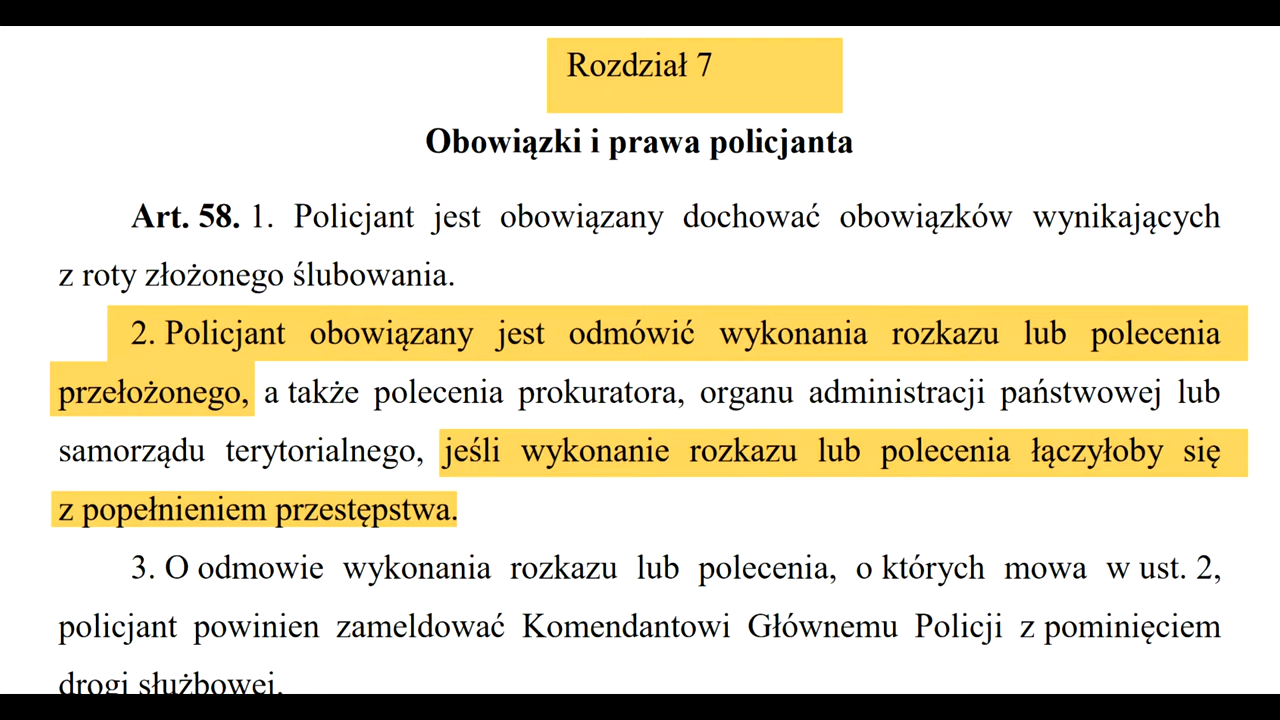 Rozdział 7
Obowiązki i prawa policjanta
Art. 58. 1. Policjant jest obowiązany dochować obowiązków wynikających
z roty złożonego ślubowania.
2. Policjant obowiązany jest odmówić wykonania rozkazu lub polecenia
przełożonego, a także polecenia prokuratora, organu administracji państwowej lub
samorządu terytorialnego, jeśli wykonanie rozkazu lub polecenia łączyłoby się
z popełnieniem przestępstwa.
3. O odmowie wykonania rozkazu lub polecenia, o których mowa w ust. 2,
policjant powinien zameldować Komendantowi Głównemu Policji z pominięciem
drogi służbowej.